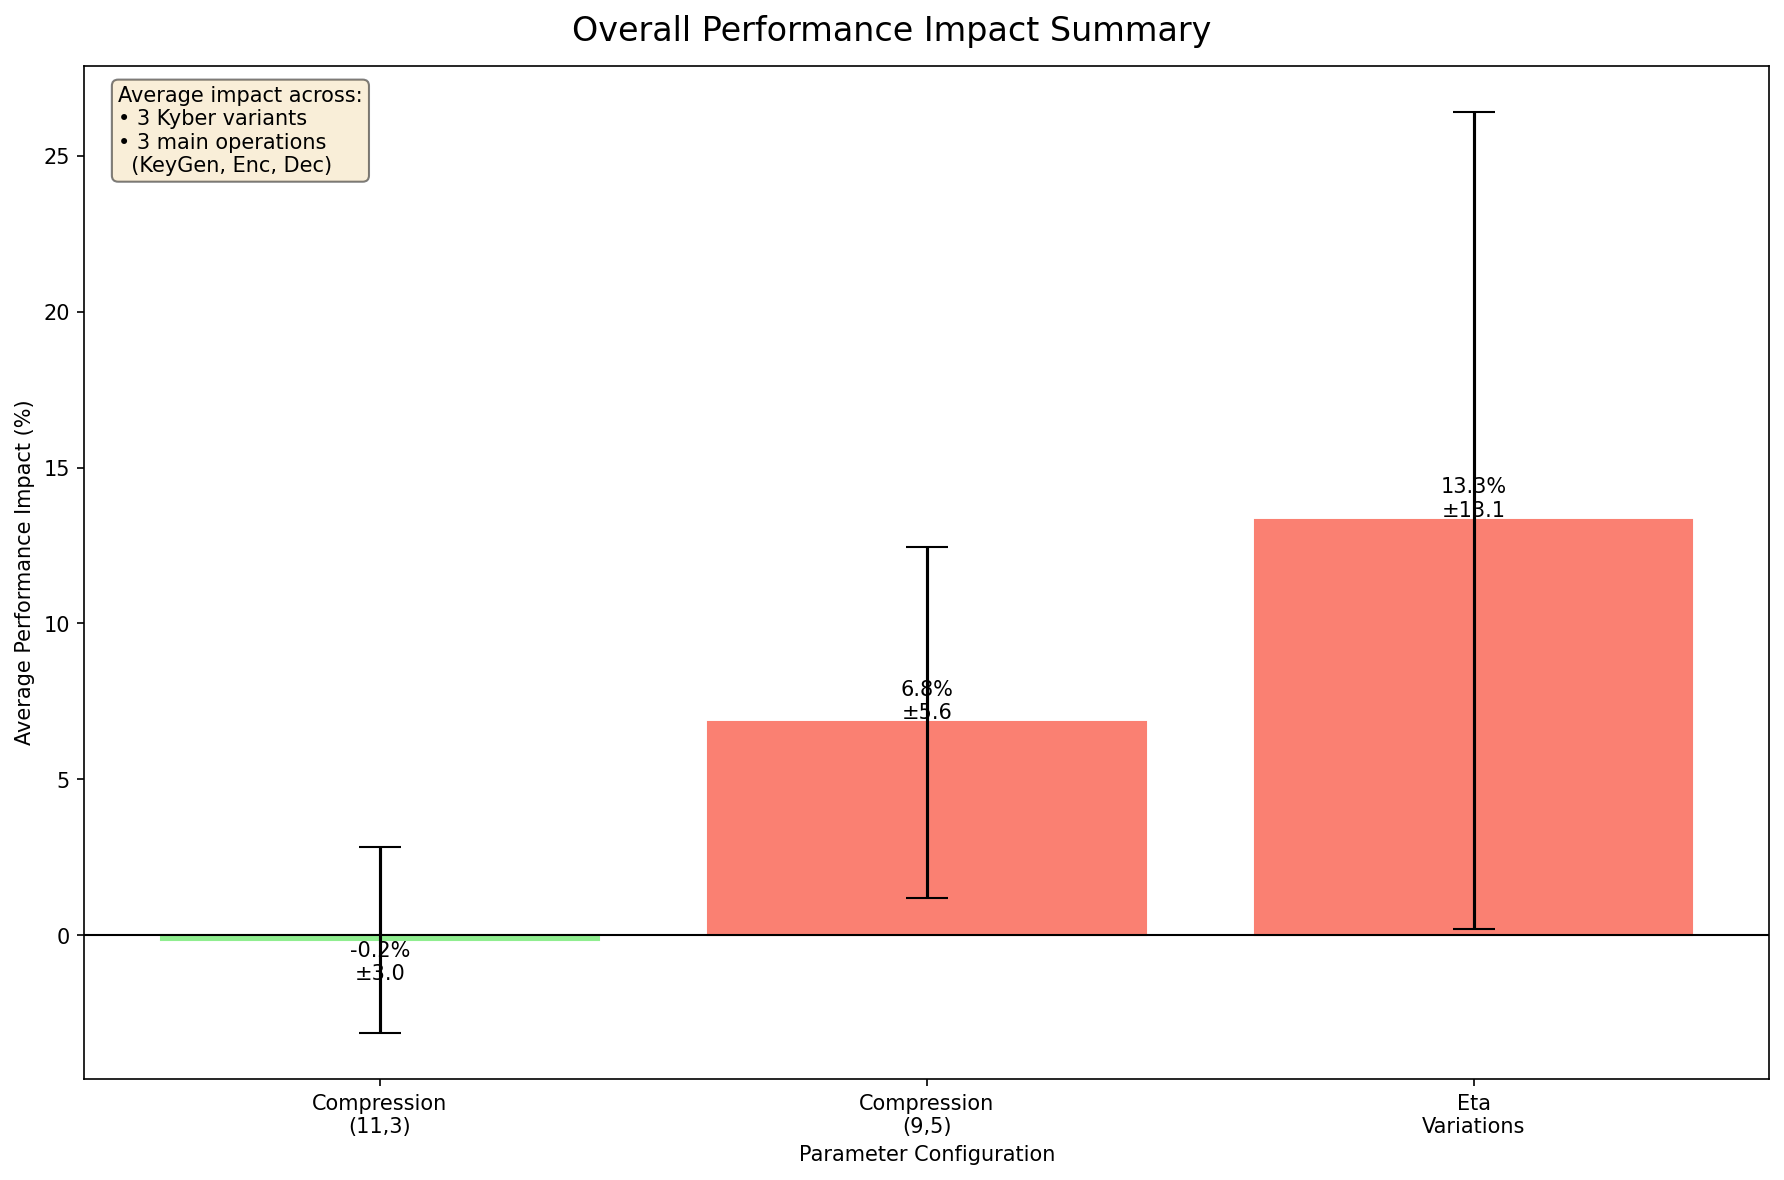 Overall Performance Impact Summary
Average impact across:
• 3 Kyber variants
• 3 main operations
(KeyGen, Enc, Dec)
Average Performance Impact (%)
25
20
15
10
5
0
-0.2%
±3.0
6.8%
±5.6
13.3%
±13.1
Compression
(11,3)
Compression
(9,5)
Eta
Variations
Parameter Configuration